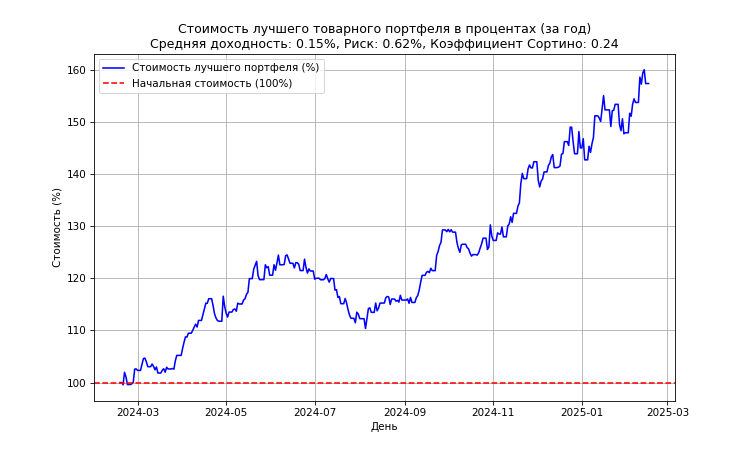 Стоимость лучшего товарного портфеля в процентах (за год)
Средняя доходность: 0.15%, Риск: 0.62%, Коэффициент Сортино: 0.24
Стоимость лучшего портфеля (%)
Начальная стоимость (100%)
Стоимость (%)
160
150
140
130
120
110
100
2024-03 2024-05 2024-07 2024-09 2024-11 2025-01 2025-03
День